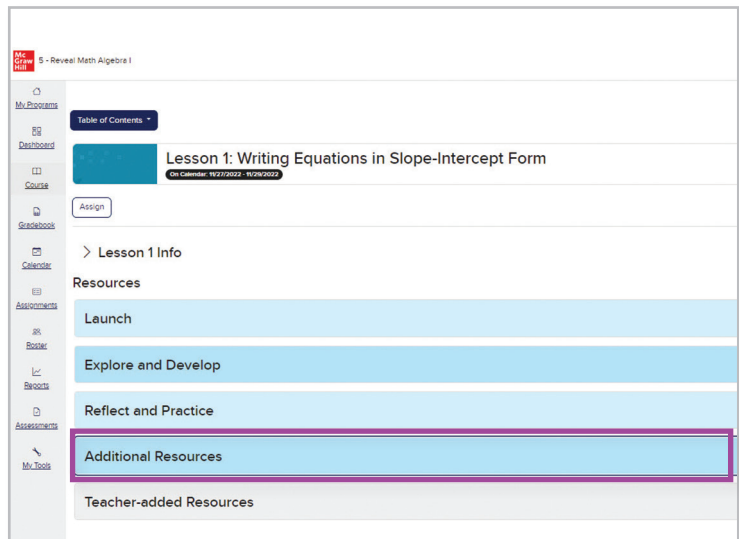 Mc
Graw
Hill
5 - Reveal Math Algebra I
My Programs
Dashboard
Course
Gradebook
Calendar
Assignments
Roster
Reports
Assessments
My Tools
Table of Contents
Lesson 1: Writing Equations in Slope-Intercept Form
On Calendar: 11/27/2022 - 11/29/2022
Assign
Lesson 1 Info
Resources
Launch
Explore and Develop
Reflect and Practice
Additional Resources
Teacher-added Resources